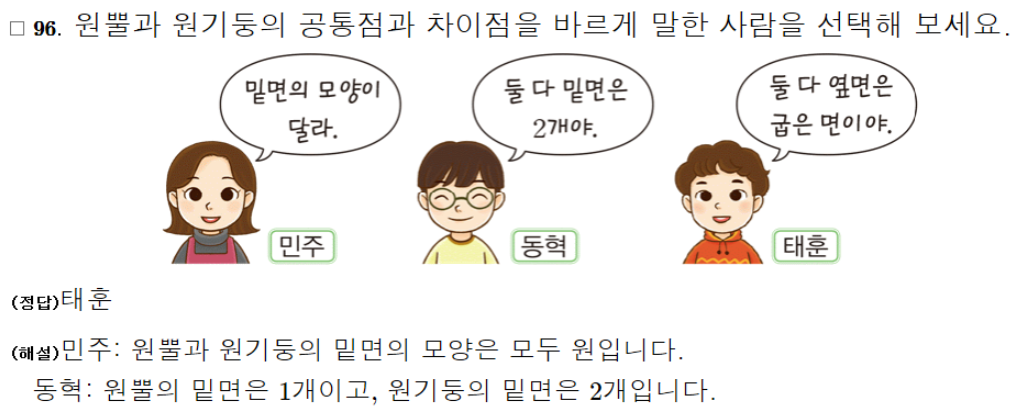 □ 96. 원뿔과 원기둥의 공통점과 차이점을 바르게 말한 사람을 선택해 보세요.
밑면의 모양이
달라.
둘 다 밑면은
2개야.
둘 다 옆면은
굽은 면이야.
민주
동혁
태훈
(정답)태훈
(해설)민주: 원뿔과 원기둥의 밑면의 모양은 모두 원입니다.
동혁: 원뿔의 밑면은 1개이고, 원기둥의 밑면은 2개입니다.